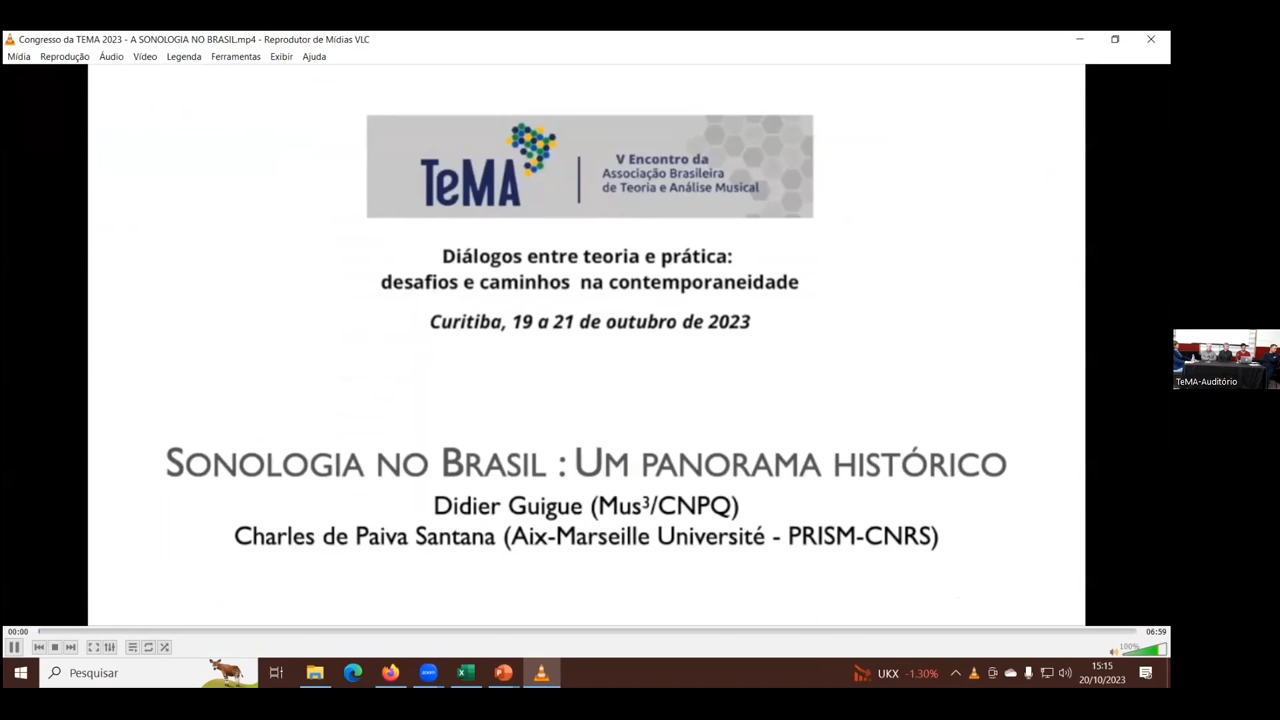 Congresso da TEMA 2023 - A SONOLOGIA NO BRASIL.mp4 - Reprodutor de Mídias VLC
Mídia Reprodução Áudio Vídeo Legenda Ferramentas Exibir Ajuda
TeMA
V Encontro da
Associação Brasileira
de Teoria e Análise Musical
Diálogos entre teoria e prática:
desafios e caminhos na contemporaneidade
Curitiba, 19 a 21 de outubro de 2023
TeMA-Auditório
SONOLOGIA NO BRASIL : UM PANORAMA HISTÓRICO
Didier Guigue (Mus³/CNPQ)
Charles de Paiva Santana (Aix-Marseille Université - PRISM-CNRS)
00:00 06:59
100%
Pesquisar zoom UKX -1.30% 15:15
20/10/2023